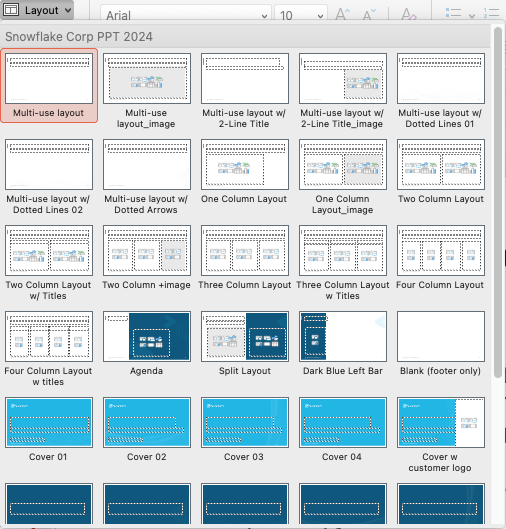 Layout
Arial
10
Snowflake Corp PPT 2024
Multi-use layout
Multi-use
layout_image
Multi-use layout w/
2-Line Title
Multi-use layout w/
2-Line Title_image
Multi-use layout w/
Dotted Lines 01
Multi-use layout w/
Dotted Lines 02
Multi-use layout w/
Dotted Arrows
One Column Layout
One Column
Layout_image
Two Column Layout
Two Column Layout
w/ Titles
Two Column +image
Three Column Layout
Three Column Layout
w Titles
Four Column Layout
Four Column Layout
w titles
Agenda
Split Layout
Dark Blue Left Bar
Blank (footer only)
Cover 01
Cover 02
Cover 03
Cover 04
Cover w
customer logo